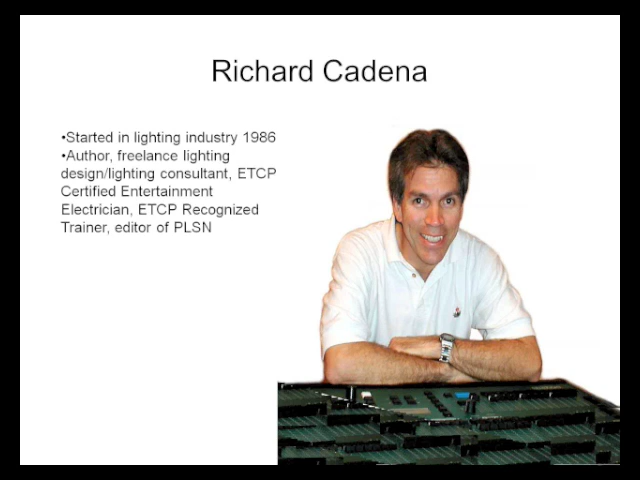 Richard Cadena
•Started in lighting industry 1986
•Author, freelance lighting
design/lighting consultant, ETCP
Certified Entertainment
Electrician, ETCP Recognized
Trainer, editor of PLSN